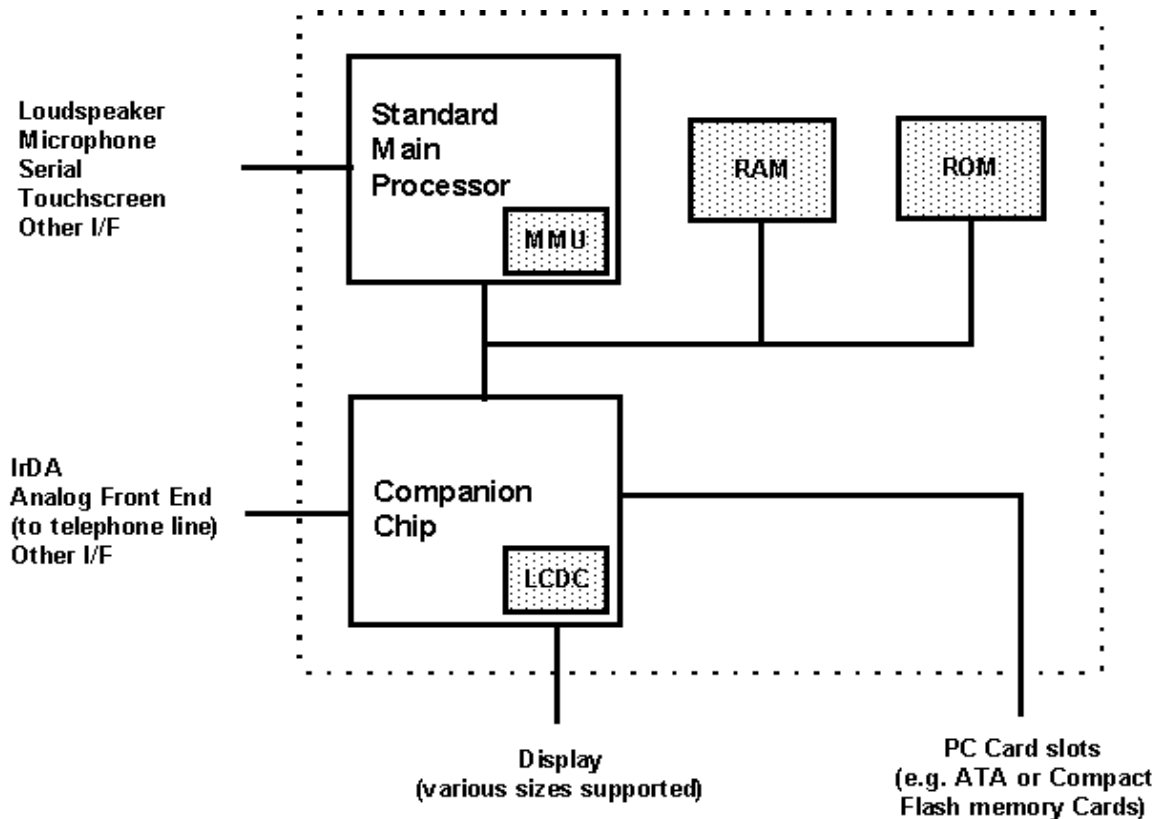 Loudspeaker
Microphone
Serial
Touchscreen
Other I/F
Standard
Main
Processor
MMU
RAM
ROM
IrDA
Analog Front End
(to telephone line)
Other I/F
Companion
Chip
LCDC
Display
(various sizes supported)
PC Card slots
(e.g. ATA or Compact
Flash memory Cards)